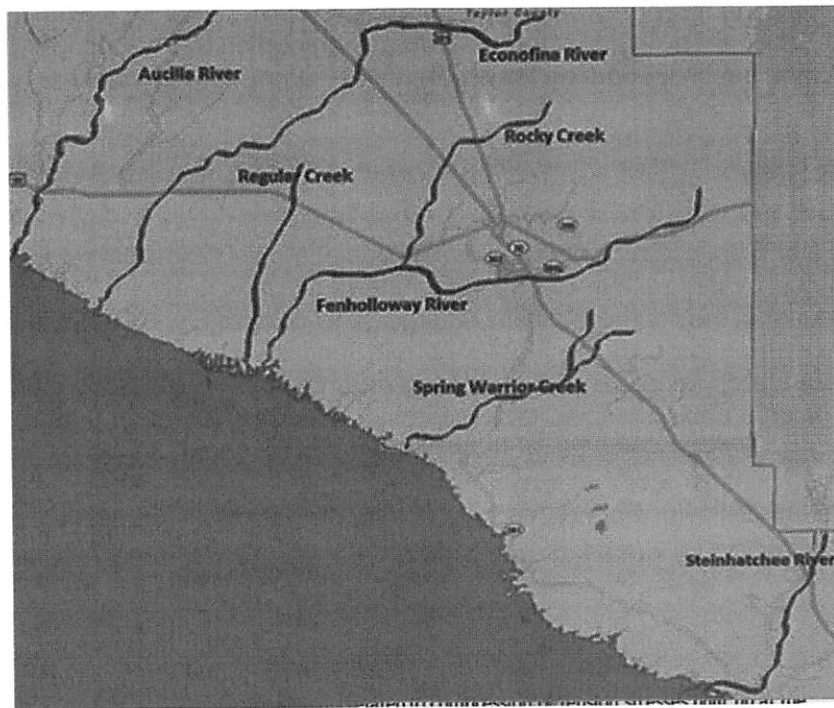 Taylor County
Econofina River
Aucilla River
Rocky Creek
Regular Creek
Fenholloway River
Spring Warrior Creek
Steinhatchee River